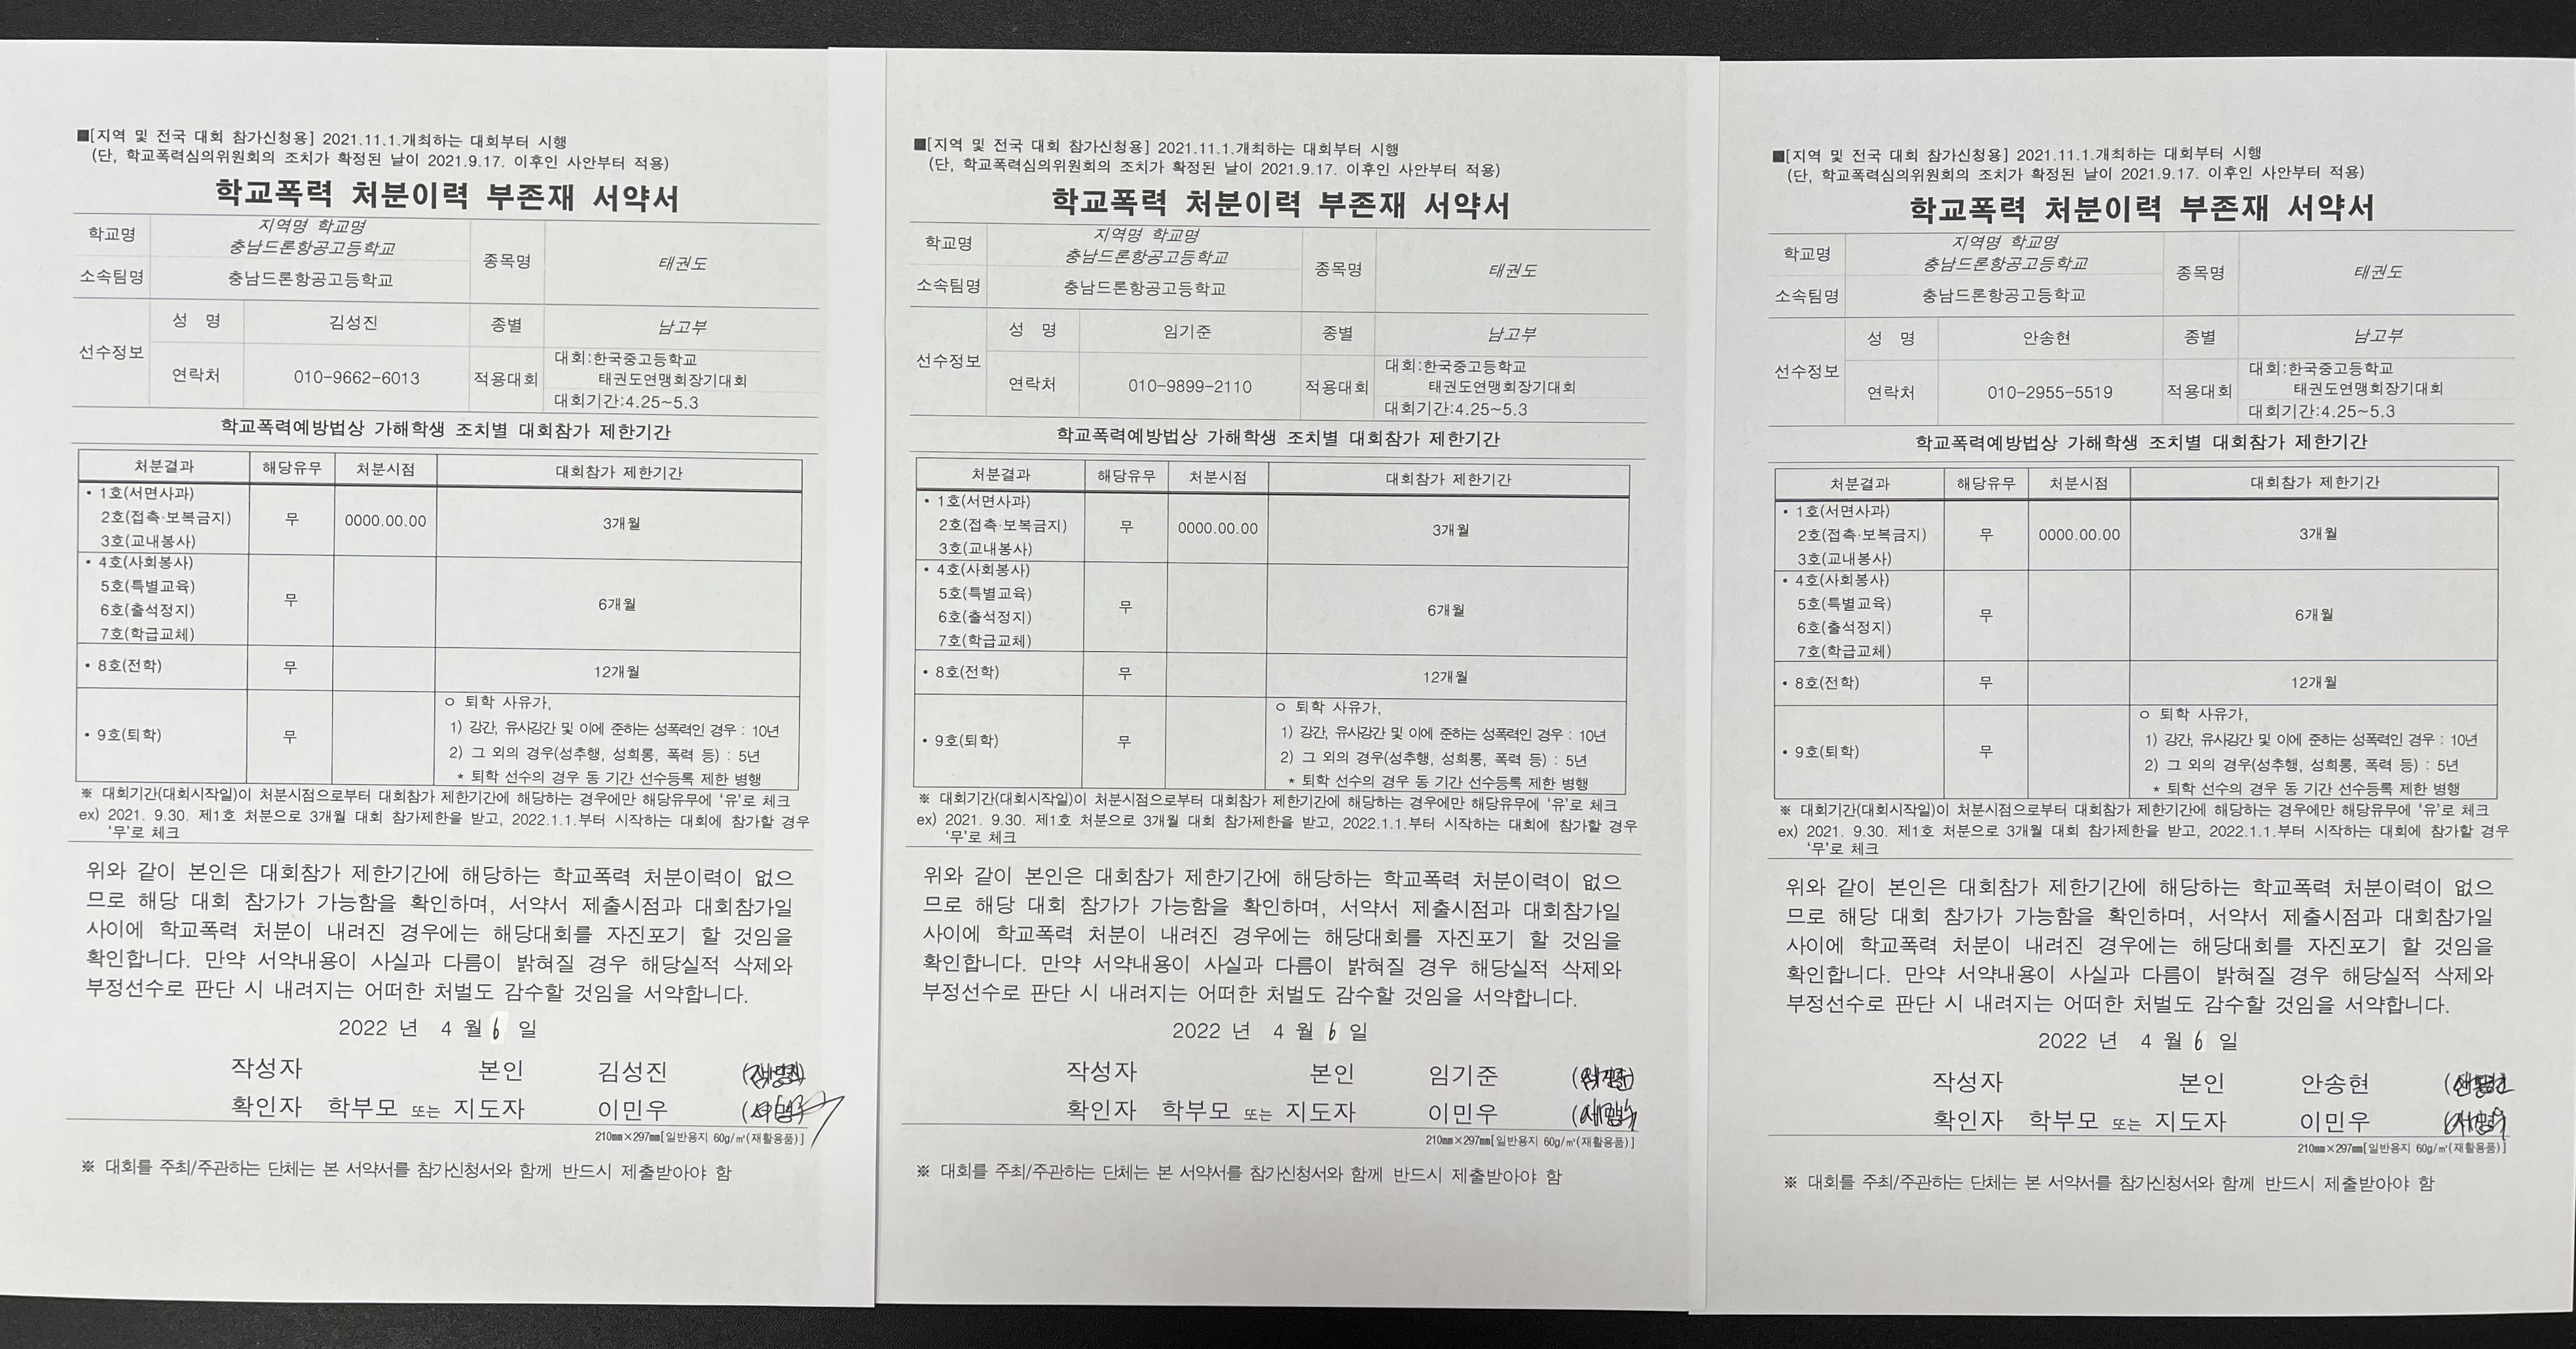 ■[지역 및 전국 대회 참가신청용] 2021.11.1.개최하는 대회부터 시행
(단, 학교폭력심의위원회의 조치가 확정된 날이 2021.9.17. 이후인 사안부터 적용)
학교폭력 처분이력 부존재 서약서
학교명
지역명 학교명
충남드론항공고등학교
종목명
태권도
소속팀명
충남드론항공고등학교
선수정보
성 명
김성진
종별
남고부
연락처
010-9662-6013
적용대회
대회:한국중고등학교
태권도연맹회장기대회
대회기간:4.25~5.3
학교폭력예방법상 가해학생 조치별 대회참가 제한기간
처분결과 해당유무 처분시점 대회참가 제한기간
• 1호(서면사과)
2호(접촉·보복금지) 무 0000.00.00 3개월
3호(교내봉사)
• 4호(사회봉사)
5호(특별교육)
무 6개월
6호(출석정지)
7호(학급교체)
• 8호(전학) 무 12개월
• 9호(퇴학) 무
ㅇ 퇴학 사유가,
1) 강간, 유사강간 및 이에 준하는 성폭력인 경우 : 10년
2) 그 외의 경우(성추행, 성희롱, 폭력 등) : 5년
* 퇴학 선수의 경우 동 기간 선수등록 제한 병행
※ 대회기간(대회시작일)이 처분시점으로부터 대회참가 제한기간에 해당하는 경우에만 해당유무에 '유'로 체크
ex) 2021. 9.30. 제1호 처분으로 3개월 대회 참가제한을 받고, 2022.1.1.부터 시작하는 대회에 참가할 경우
'무'로 체크
위와 같이 본인은 대회참가 제한기간에 해당하는 학교폭력 처분이력이 없으
므로 해당 대회 참가가 가능함을 확인하며, 서약서 제출시점과 대회참가일
사이에 학교폭력 처분이 내려진 경우에는 해당대회를 자진포기 할 것임을
확인합니다. 만약 서약내용이 사실과 다름이 밝혀질 경우 해당실적 삭제와
부정선수로 판단 시 내려지는 어떠한 처벌도 감수할 것임을 서약합니다.
2022 년 4 월 6 일
작성자 본인 김성진
확인자 학부모 또는 지도자 이민우
210㎜×297㎜[일반용지 60g/㎡(재활용품)]
※ 대회를 주최/주관하는 단체는 본 서약서를 참가신청서와 함께 반드시 제출받아야 함
■[지역 및 전국 대회 참가신청용] 2021.11.1.개최하는 대회부터 시행
(단, 학교폭력심의위원회의 조치가 확정된 날이 2021.9.17. 이후인 사안부터 적용)
학교폭력 처분이력 부존재 서약서
학교명
지역명 학교명
충남드론항공고등학교
종목명
태권도
소속팀명
충남드론항공고등학교
선수정보
성 명
임기준
종별
남고부
연락처
010-9899-2110
적용대회
대회:한국중고등학교
태권도연맹회장기대회
대회기간:4.25~5.3
학교폭력예방법상 가해학생 조치별 대회참가 제한기간
처분결과 해당유무 처분시점 대회참가 제한기간
• 1호(서면사과)
2호(접촉·보복금지) 무 0000.00.00 3개월
3호(교내봉사)
• 4호(사회봉사)
5호(특별교육)
무 6개월
6호(출석정지)
7호(학급교체)
• 8호(전학) 무 12개월
• 9호(퇴학) 무
ㅇ 퇴학 사유가,
1) 강간, 유사강간 및 이에 준하는 성폭력인 경우 : 10년
2) 그 외의 경우(성추행, 성희롱, 폭력 등) : 5년
* 퇴학 선수의 경우 동 기간 선수등록 제한 병행
※ 대회기간(대회시작일)이 처분시점으로부터 대회참가 제한기간에 해당하는 경우에만 해당유무에 '유'로 체크
ex) 2021. 9.30. 제1호 처분으로 3개월 대회 참가제한을 받고, 2022.1.1.부터 시작하는 대회에 참가할 경우
'무'로 체크
위와 같이 본인은 대회참가 제한기간에 해당하는 학교폭력 처분이력이 없으
므로 해당 대회 참가가 가능함을 확인하며, 서약서 제출시점과 대회참가일
사이에 학교폭력 처분이 내려진 경우에는 해당대회를 자진포기 할 것임을
확인합니다. 만약 서약내용이 사실과 다름이 밝혀질 경우 해당실적 삭제와
부정선수로 판단 시 내려지는 어떠한 처벌도 감수할 것임을 서약합니다.
2022 년 4 월 6 일
작성자 본인 임기준
확인자 학부모 또는 지도자 이민우
210㎜×297㎜[일반용지 60g/㎡(재활용품)]
※ 대회를 주최/주관하는 단체는 본 서약서를 참가신청서와 함께 반드시 제출받아야 함
■[지역 및 전국 대회 참가신청용] 2021.11.1.개최하는 대회부터 시행
(단, 학교폭력심의위원회의 조치가 확정된 날이 2021.9.17. 이후인 사안부터 적용)
학교폭력 처분이력 부존재 서약서
학교명
지역명 학교명
충남드론항공고등학교
종목명
태권도
소속팀명
충남드론항공고등학교
선수정보
성 명
안송현
종별
남고부
연락처
010-2955-5519
적용대회
대회:한국중고등학교
태권도연맹회장기대회
대회기간:4.25~5.3
학교폭력예방법상 가해학생 조치별 대회참가 제한기간
처분결과 해당유무 처분시점 대회참가 제한기간
• 1호(서면사과)
2호(접촉·보복금지) 무 0000.00.00 3개월
3호(교내봉사)
• 4호(사회봉사)
5호(특별교육)
무 6개월
6호(출석정지)
7호(학급교체)
• 8호(전학) 무 12개월
• 9호(퇴학) 무
ㅇ 퇴학 사유가,
1) 강간, 유사강간 및 이에 준하는 성폭력인 경우 : 10년
2) 그 외의 경우(성추행, 성희롱, 폭력 등) : 5년
* 퇴학 선수의 경우 동 기간 선수등록 제한 병행
※ 대회기간(대회시작일)이 처분시점으로부터 대회참가 제한기간에 해당하는 경우에만 해당유무에 '유'로 체크
ex) 2021. 9.30. 제1호 처분으로 3개월 대회 참가제한을 받고, 2022.1.1.부터 시작하는 대회에 참가할 경우
'무'로 체크
위와 같이 본인은 대회참가 제한기간에 해당하는 학교폭력 처분이력이 없으
므로 해당 대회 참가가 가능함을 확인하며, 서약서 제출시점과 대회참가일
사이에 학교폭력 처분이 내려진 경우에는 해당대회를 자진포기 할 것임을
확인합니다. 만약 서약내용이 사실과 다름이 밝혀질 경우 해당실적 삭제와
부정선수로 판단 시 내려지는 어떠한 처벌도 감수할 것임을 서약합니다.
2022 년 4 월 6 일
작성자 본인 안송현
확인자 학부모 또는 지도자 이민우
210㎜×297㎜[일반용지 60g/㎡(재활용품)]
※ 대회를 주최/주관하는 단체는 본 서약서를 참가신청서와 함께 반드시 제출받아야 함